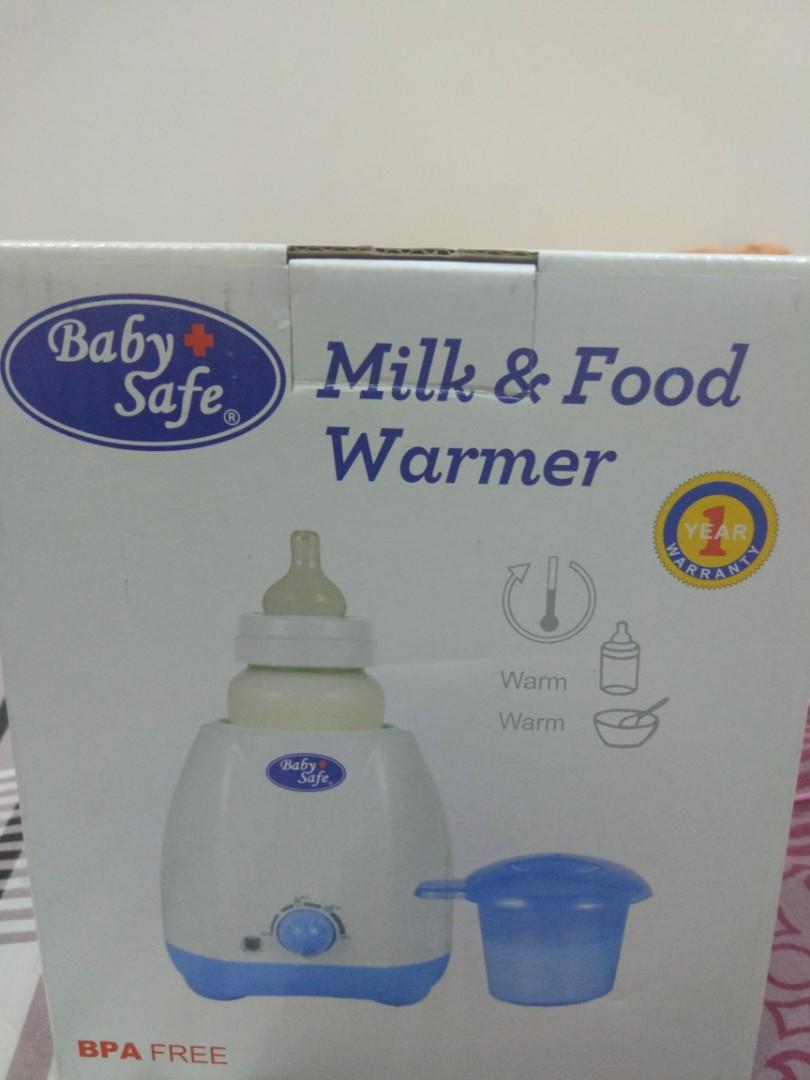 Baby
Safe®
Milk & Food
Warmer
1
YEAR
WARRANTY
Warm
Warm
Baby
Safe
BPA FREE